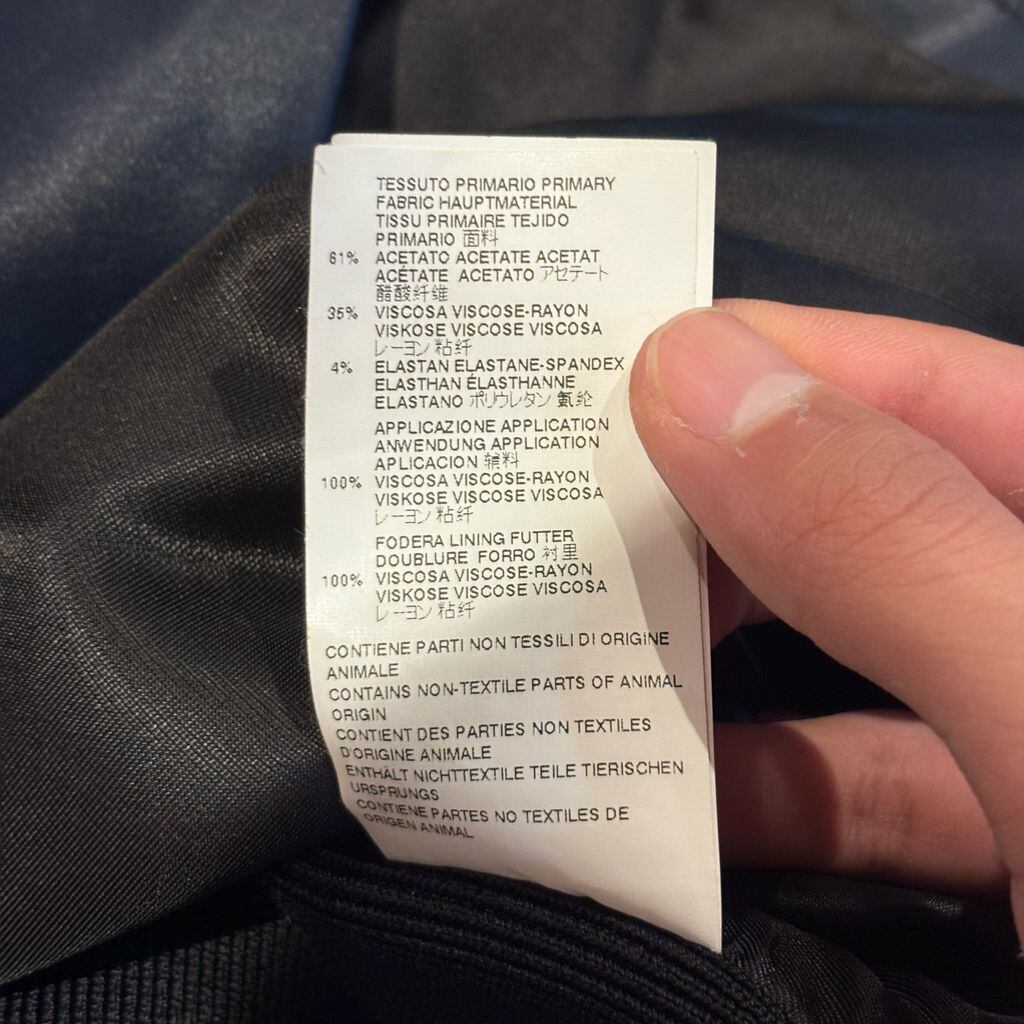 TESSUTO PRIMARIO PRIMARY
FABRIC HAUPTMATERIAL
TISSU PRIMAIRE TEJIDO
PRIMARIO 面料
61% ACETATO ACETATE ACETAT
ACÉTATE ACETATO アセテート
醋酸纤维
35% VISCOSA VISCOSE-RAYON
VISKOSE VISCOSE VISCOSA
レーヨン 粘纤
4% ELASTAN ELASTANE-SPANDEX
ELASTHAN ÉLASTHANNE
ELASTANO ポリウレタン 氨纶
APPLICAZIONE APPLICATION
ANWENDUNG APPLICATION
APLICACION 辅料
100% VISCOSA VISCOSE-RAYON
VISKOSE VISCOSE VISCOSA
レーヨン 粘纤
FODERA LINING FUTTER
DOUBLURE FORRO 衬里
100% VISCOSA VISCOSE-RAYON
VISKOSE VISCOSE VISCOSA
レーヨン 粘纤
CONTIENE PARTI NON TESSILI DI ORIGINE
ANIMALE
CONTAINS NON-TEXTILE PARTS OF ANIMAL
ORIGIN
CONTIENT DES PARTIES NON TEXTILES
D'ORIGINE ANIMALE
ENTHÄLT NICHTTEXTILE TEILE TIERISCHEN
URSPRUNGS
CONTIENE PARTES NO TEXTILES DE
ORIGEN ANIMAL